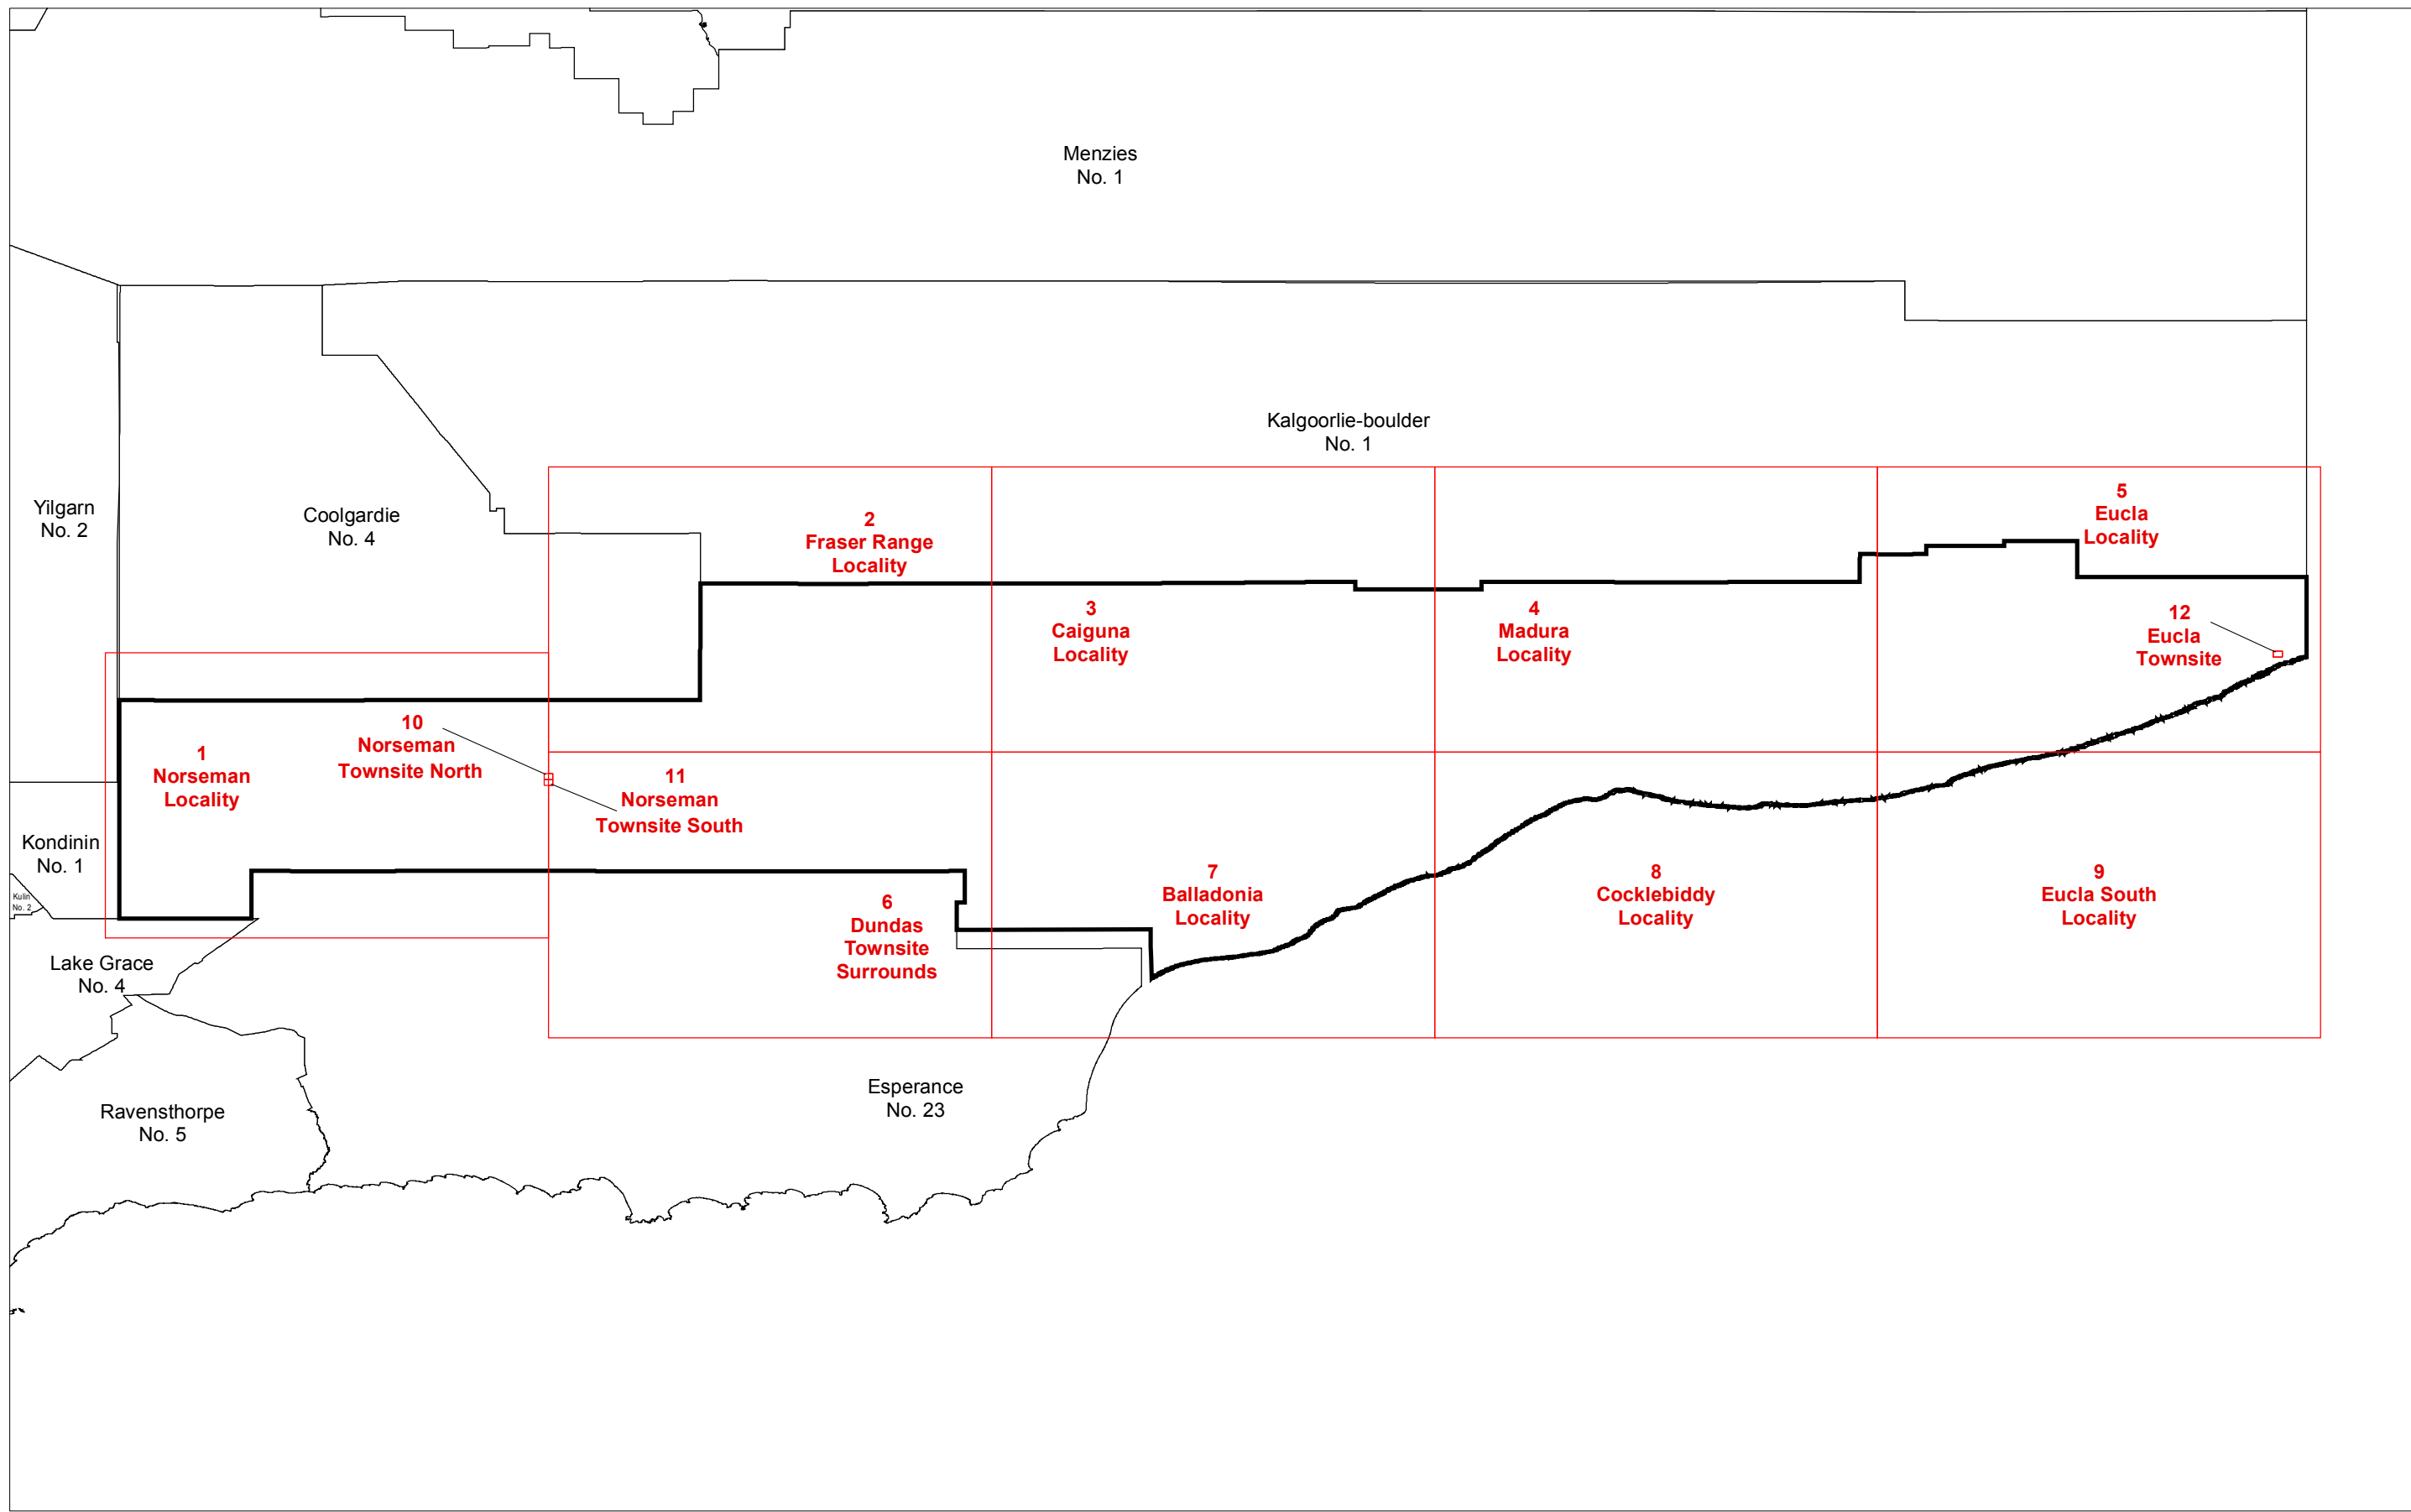 Menzies
No. 1
Kalgoorlie-boulder
No. 1
Yilgarn
No. 2
Coolgardie
No. 4
2
Fraser Range
Locality
5
Eucla
Locality
3
Caiguna
Locality
4
Madura
Locality
12
Eucla
Townsite
1
Norseman
Locality
10
Norseman
Townsite North
11
Norseman
Townsite South
Kondinin
No. 1
Kulin
No. 2
6
Dundas
Townsite
Surrounds
7
Balladonia
Locality
8
Cocklebiddy
Locality
9
Eucla South
Locality
Lake Grace
No. 4
Ravensthorpe
No. 5
Esperance
No. 23